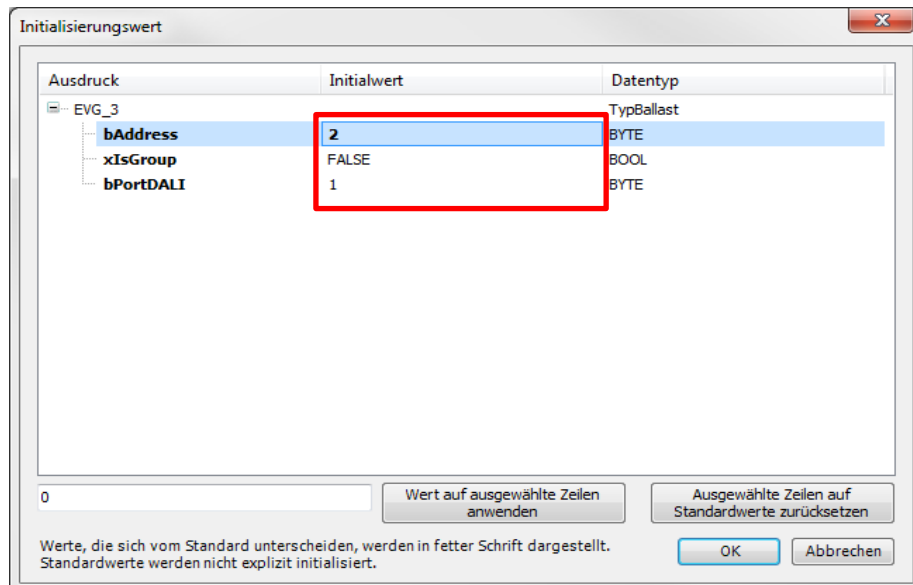 Initialisierungswert
Ausdruck Initialwert Datentyp
EVG_3 TypBallast
bAddress 2 BYTE
xIsGroup FALSE BOOL
bPortDALI 1 BYTE
0
Wert auf ausgewählte Zeilen
anwenden
Ausgewählte Zeilen auf
Standardwerte zurücksetzen
Werte, die sich vom Standard unterscheiden, werden in fetter Schrift dargestellt.
Standardwerte werden nicht explizit initialisiert.
OK Abbrechen